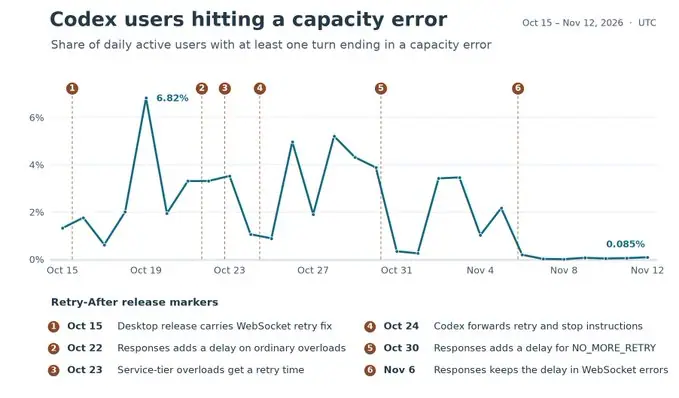 Codex users hitting a capacity error
Oct 15 – Nov 12, 2026 · UTC
Share of daily active users with at least one turn ending in a capacity error
1 2 3 4 5 6
6.82%
6%
4%
2%
0.085%
0%
Oct 15 Oct 19 Oct 23 Oct 27 Oct 31 Nov 4 Nov 8 Nov 12
Retry-After release markers
1 Oct 15 Desktop release carries WebSocket retry fix
2 Oct 22 Responses adds a delay on ordinary overloads
3 Oct 23 Service-tier overloads get a retry time
4 Oct 24 Codex forwards retry and stop instructions
5 Oct 30 Responses adds a delay for NO_MORE_RETRY
6 Nov 6 Responses keeps the delay in WebSocket errors